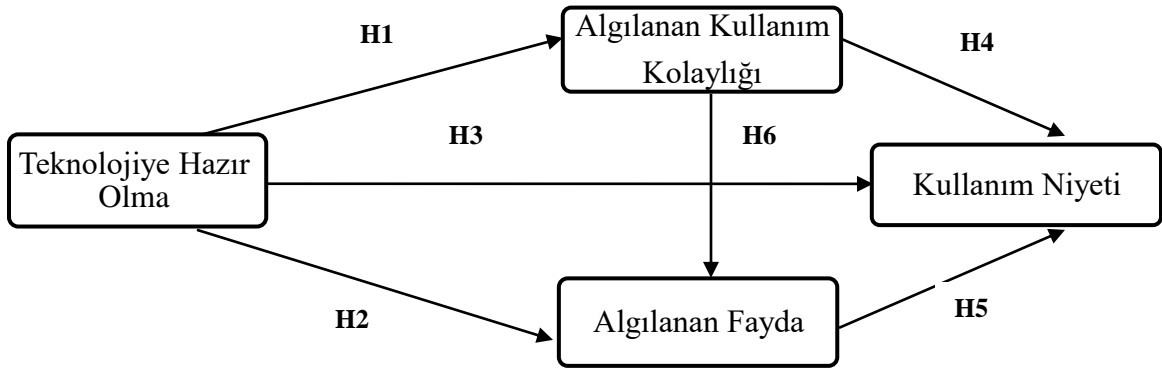 H1
Algılanan Kullanım
Kolaylığı
H4
H3
H6
Teknolojiye Hazır
Olma
Kullanım Niyeti
H2
Algılanan Fayda
H5